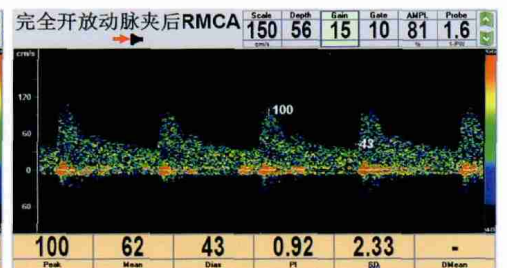 完全开放动脉夹后RMCA
Scale Depth Gain Gate AMPL Probe
150 56 15 10 81 1.6
cm/s % 1-PW
cm/s
170
100
60
43
0
60
100 62 43 0.92 2.33 -
Peak Mean Dias PI SD. DMean